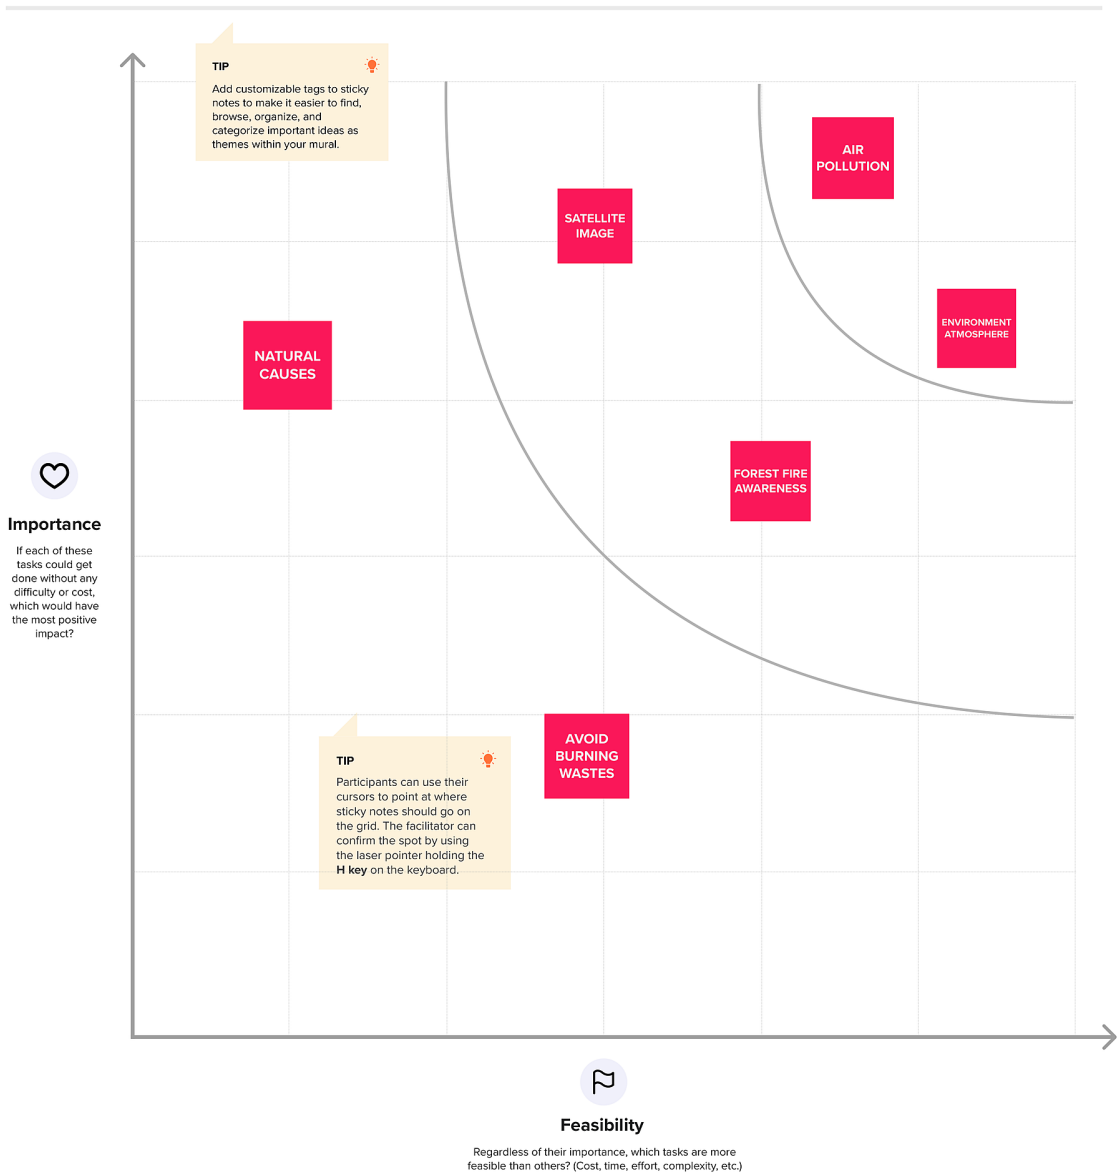 TIP
Add customizable tags to sticky
notes to make it easier to find,
browse, organize, and
categorize important ideas as
themes within your mural.
AIR
POLLUTION
SATELLITE
IMAGE
ENVIRONMENT
ATMOSPHERE
NATURAL
CAUSES
FOREST FIRE
AWARENESS
Importance
If each of these
tasks could get
done without any
difficulty or cost,
which would have
the most positive
impact?
AVOID
BURNING
WASTES
TIP
Participants can use their
cursors to point at where
sticky notes should go on
the grid. The facilitator can
confirm the spot by using
the laser pointer holding the
H key on the keyboard.
Feasibility
Regardless of their importance, which tasks are more
feasible than others? (Cost, time, effort, complexity, etc.)